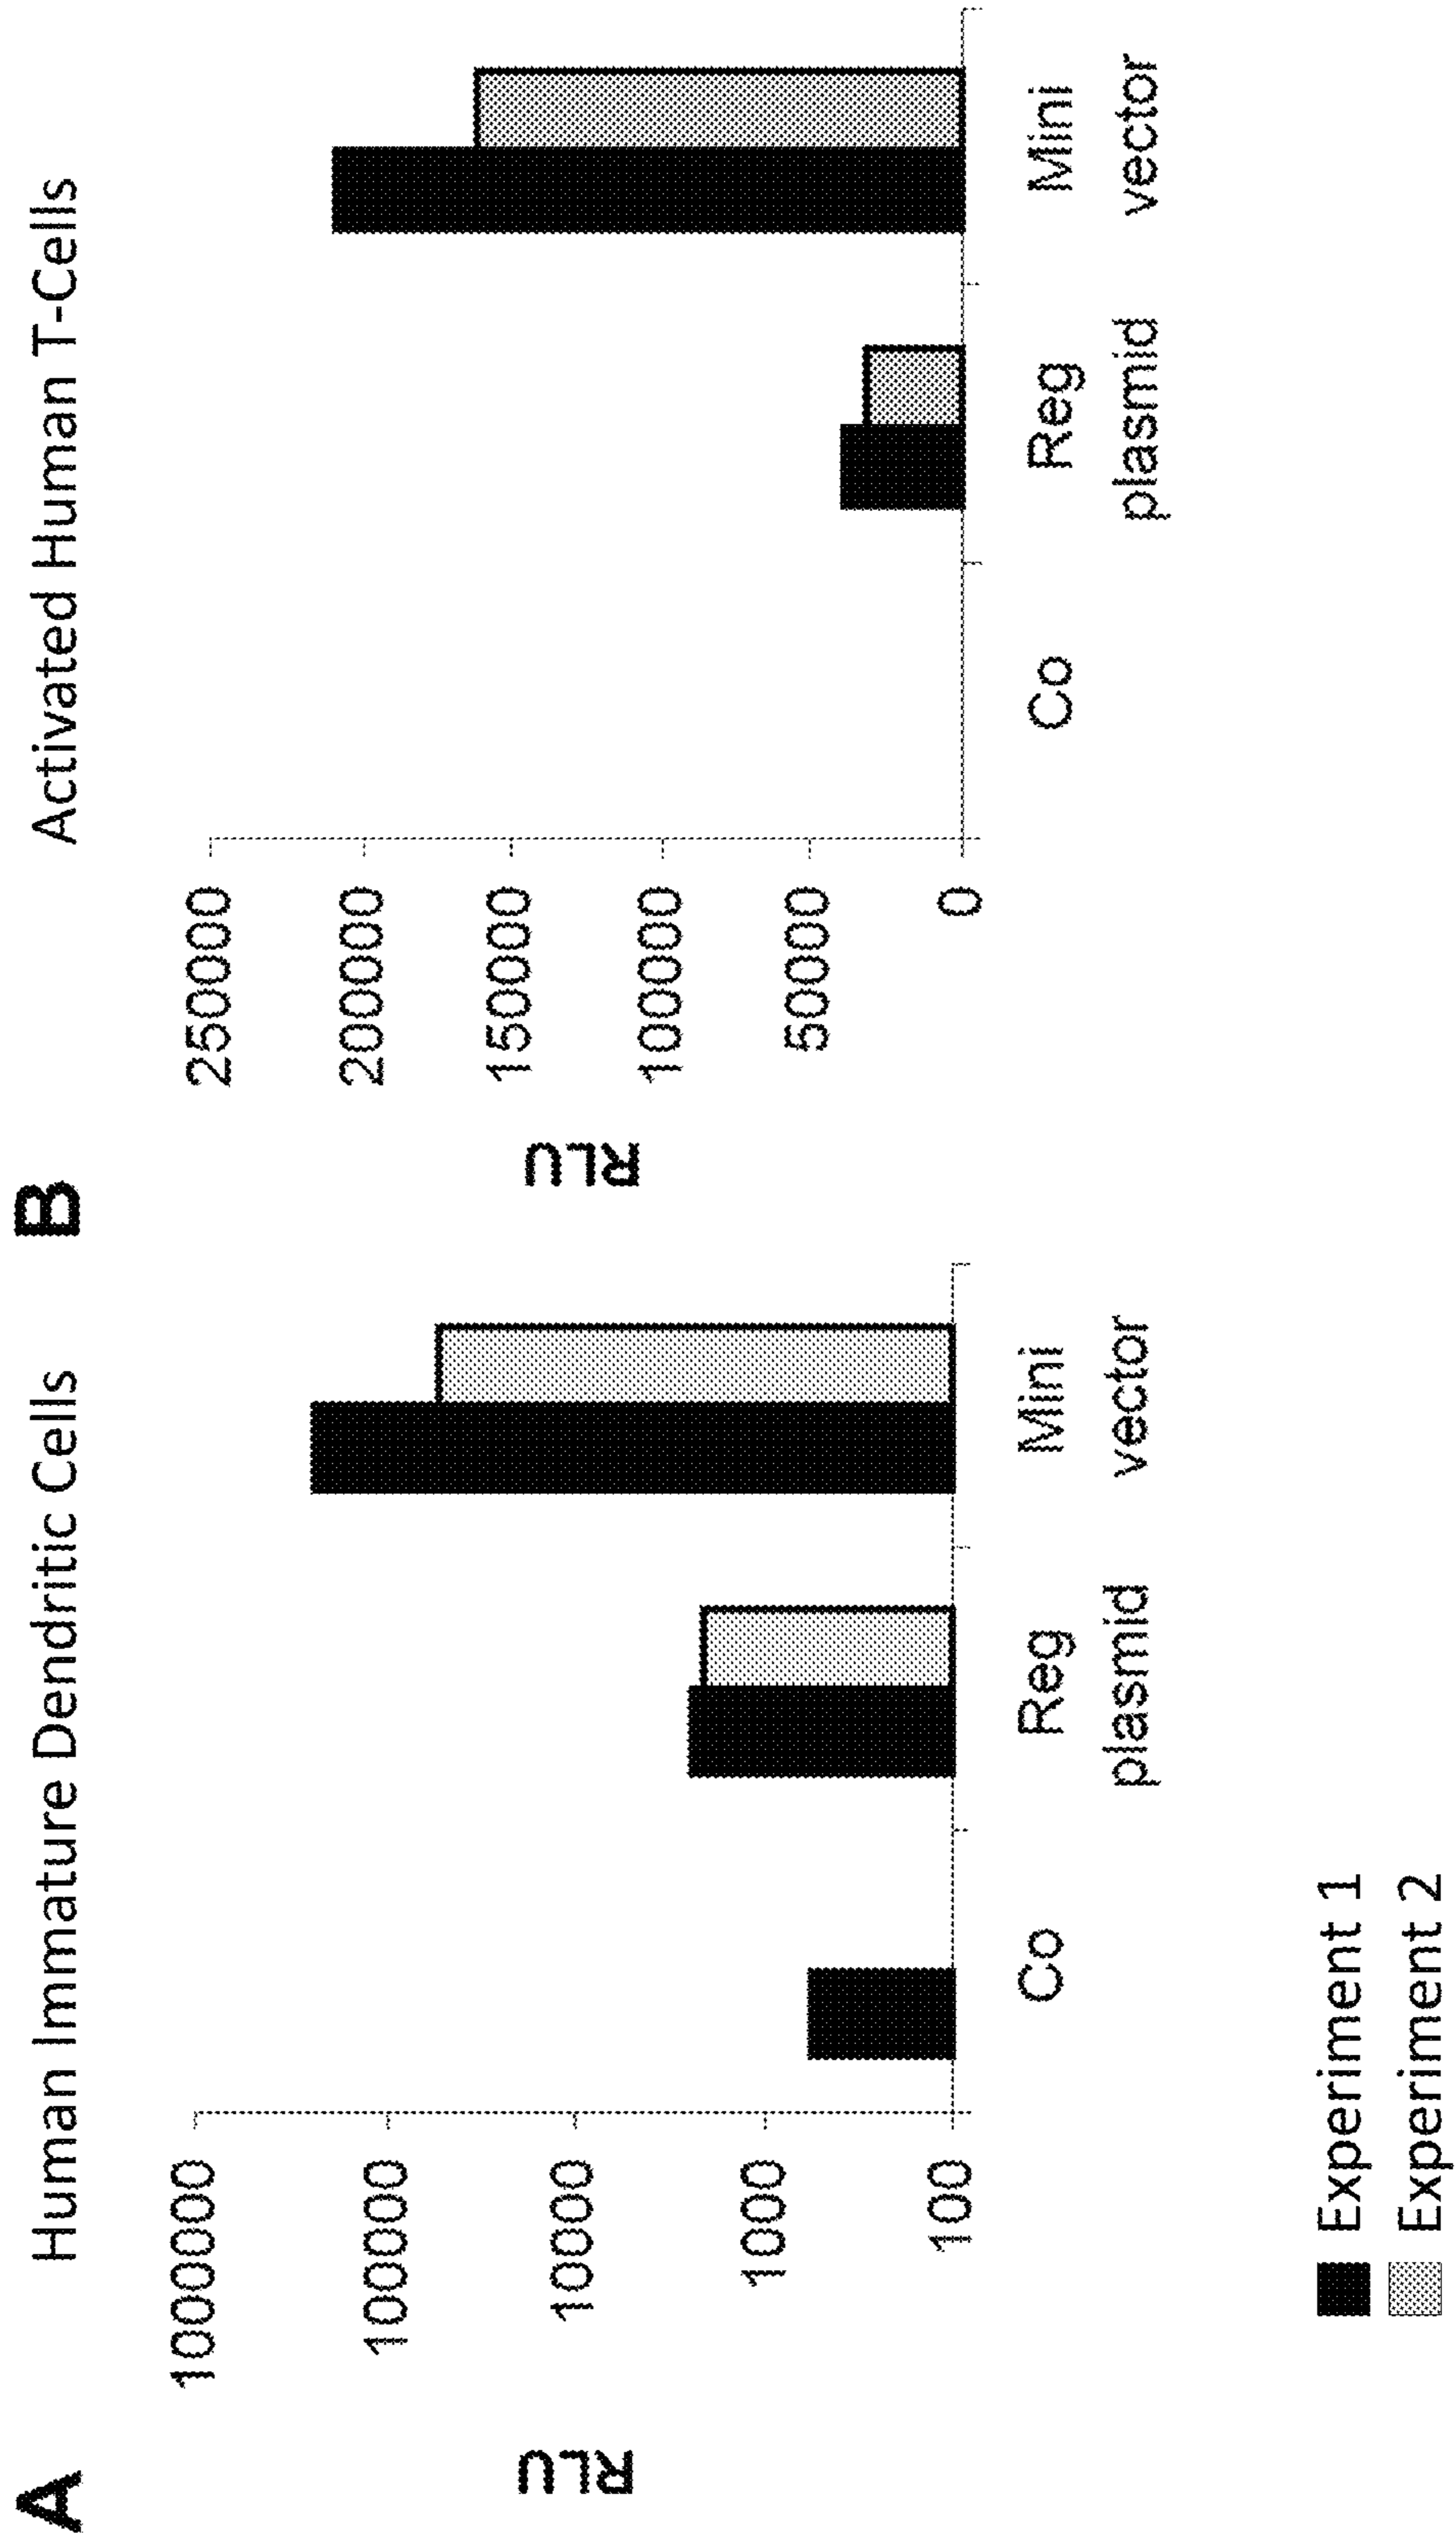 A
Human Immature Dendritic Cells
RLU
1000000
100000
10000
1000
100
Co
Reg
plasmid
Mini
vector
B
Activated Human T-Cells
RLU
250000
200000
150000
100000
50000
0
Co
Reg
plasmid
Mini
vector
Experiment 1
Experiment 2